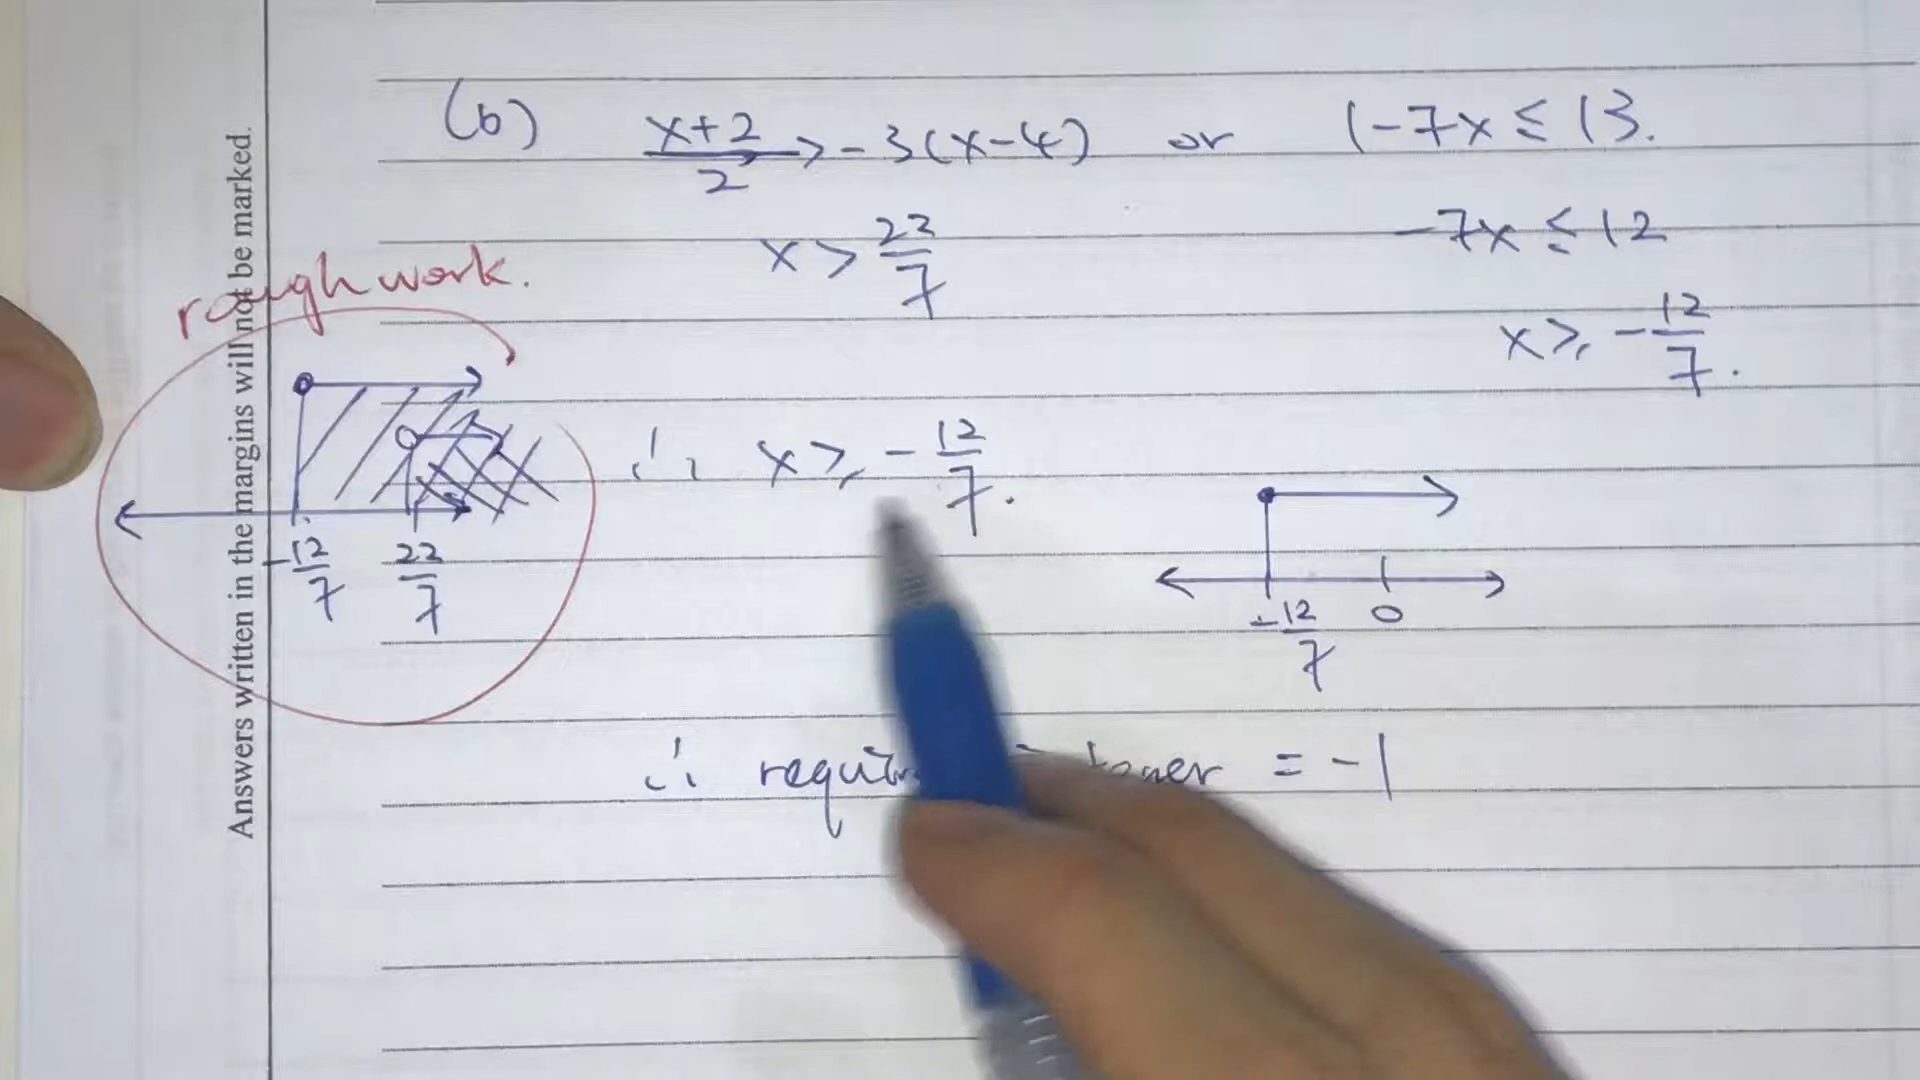 (b) x+2/2 > -3(x-4) or 1-7x ≤ 13.
x > 22/7 -7x ≤ 12
x ≥ -12/7.
rough work.
-12/7 22/7
∴ x ≥ -12/7.
-12/7 0
∴ = -1
Answers written in the margins will not be marked.